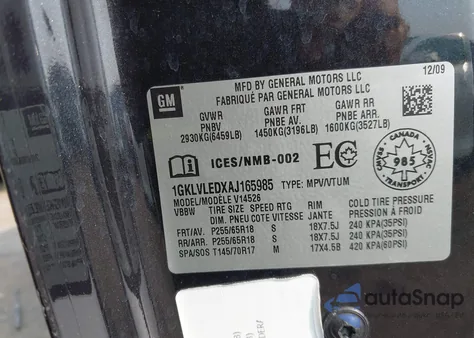 GM
MFD BY GENERAL MOTORS LLC
FABRIQUÉ PAR GENERAL MOTORS LLC
12/09
GVWR GAWR FRT GAWR RR
PNBV PNBE AV. PNBE ARR.
2930KG(6459LB) 1450KG(3196LB) 1600KG(3527LB)
ICES/NMB-002
EC
CANADA
985
1GKLVLEDXAJ165985 TYPE: MPV/VTUM
MODEL/MODÈLE V14526
VBBW TIRE SIZE SPEED RTG RIM COLD TIRE PRESSURE
DIM. PNEU COTE VITESSE JANTE PRESSION À FROID
FRT/AV. P255/65R18 S 18X7.5J 240 KPA(35PSI)
RR/ARR. P255/65R18 S 18X7.5J 240 KPA(35PSI)
SPA/SOS T145/70R17 M 17X4.5B 420 KPA(60PSI)
autoSnap